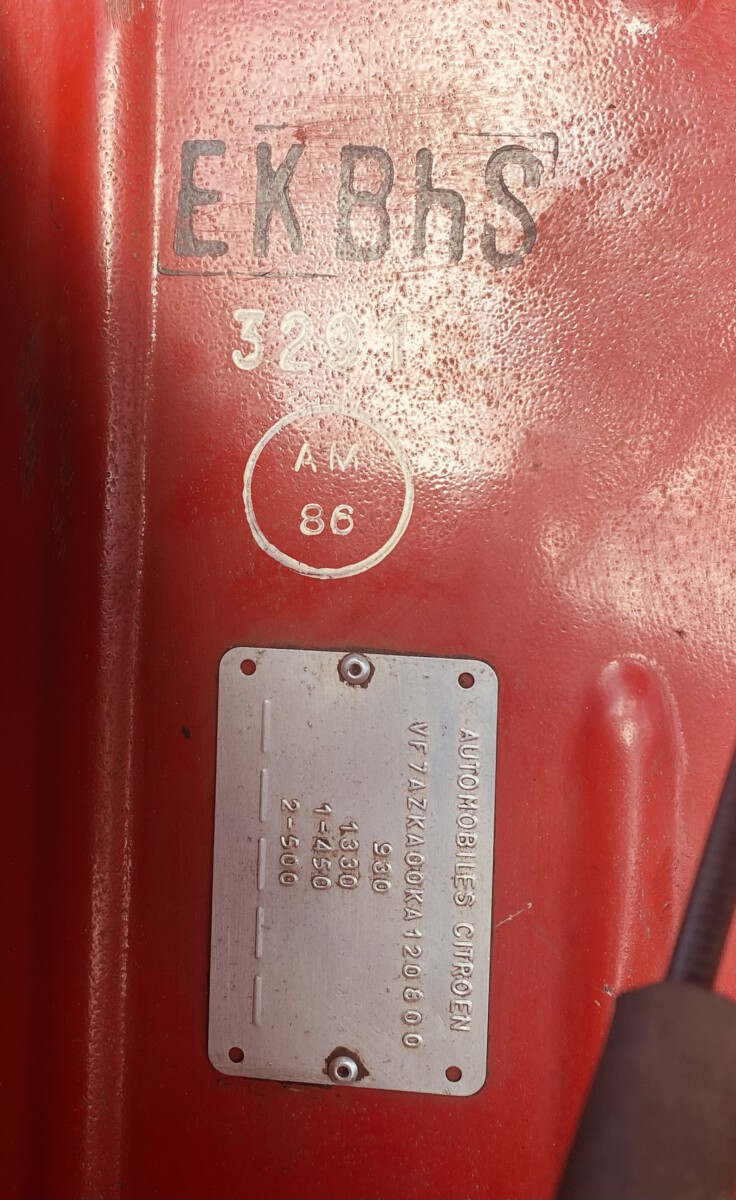 EKBhS
3291
AM
86
AUTOMOBILES CITROEN
VF7AZKA00KA120800
930
1330
1-450
2-500